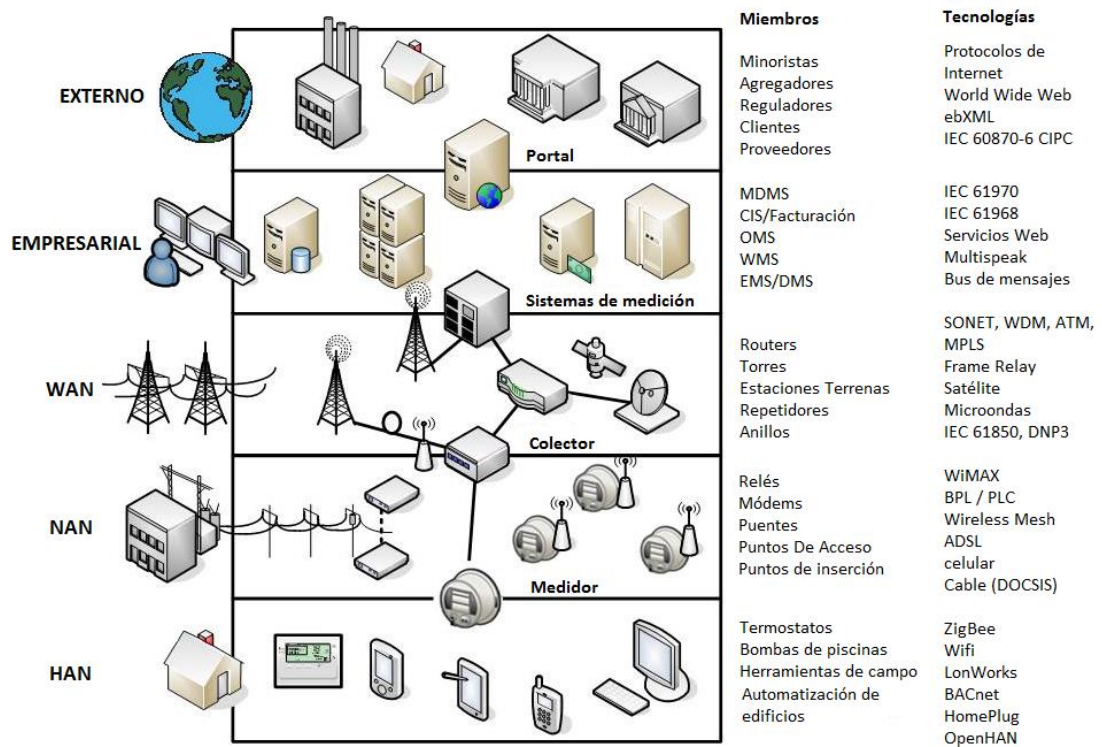 Miembros
Tecnologías
EXTERNO
Portal
Minoristas
Agregadores
Reguladores
Clientes
Proveedores
Protocolos de
Internet
World Wide Web
ebXML
IEC 60870-6 CIPC
EMPRESARIAL
Sistemas de medición
MDMS
CIS/Facturación
OMS
WMS
EMS/DMS
IEC 61970
IEC 61968
Servicios Web
Multispeak
Bus de mensajes
WAN
Colector
Routers
Torres
Estaciones Terrenas
Repetidores
Anillos
SONET, WDM, ATM,
MPLS
Frame Relay
Satélite
Microondas
IEC 61850, DNP3
NAN
Medidor
Relés
Módems
Puentes
Puntos De Acceso
Puntos de inserción
WiMAX
BPL / PLC
Wireless Mesh
ADSL
celular
Cable (DOCSIS)
HAN
Termostatos
Bombas de piscinas
Herramientas de campo
Automatización de
edificios
ZigBee
Wifi
LonWorks
BACnet
HomePlug
OpenHAN